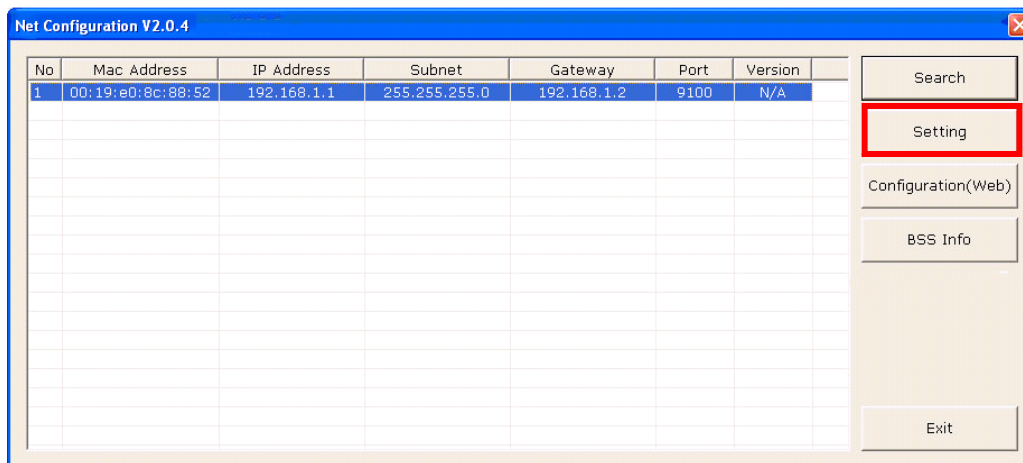 Net Configuration V2.0.4
No Mac Address IP Address Subnet Gateway Port Version
1 00:19:e0:8c:88:52 192.168.1.1 255.255.255.0 192.168.1.2 9100 N/A
Search
Setting
Configuration(Web)
BSS Info
Exit